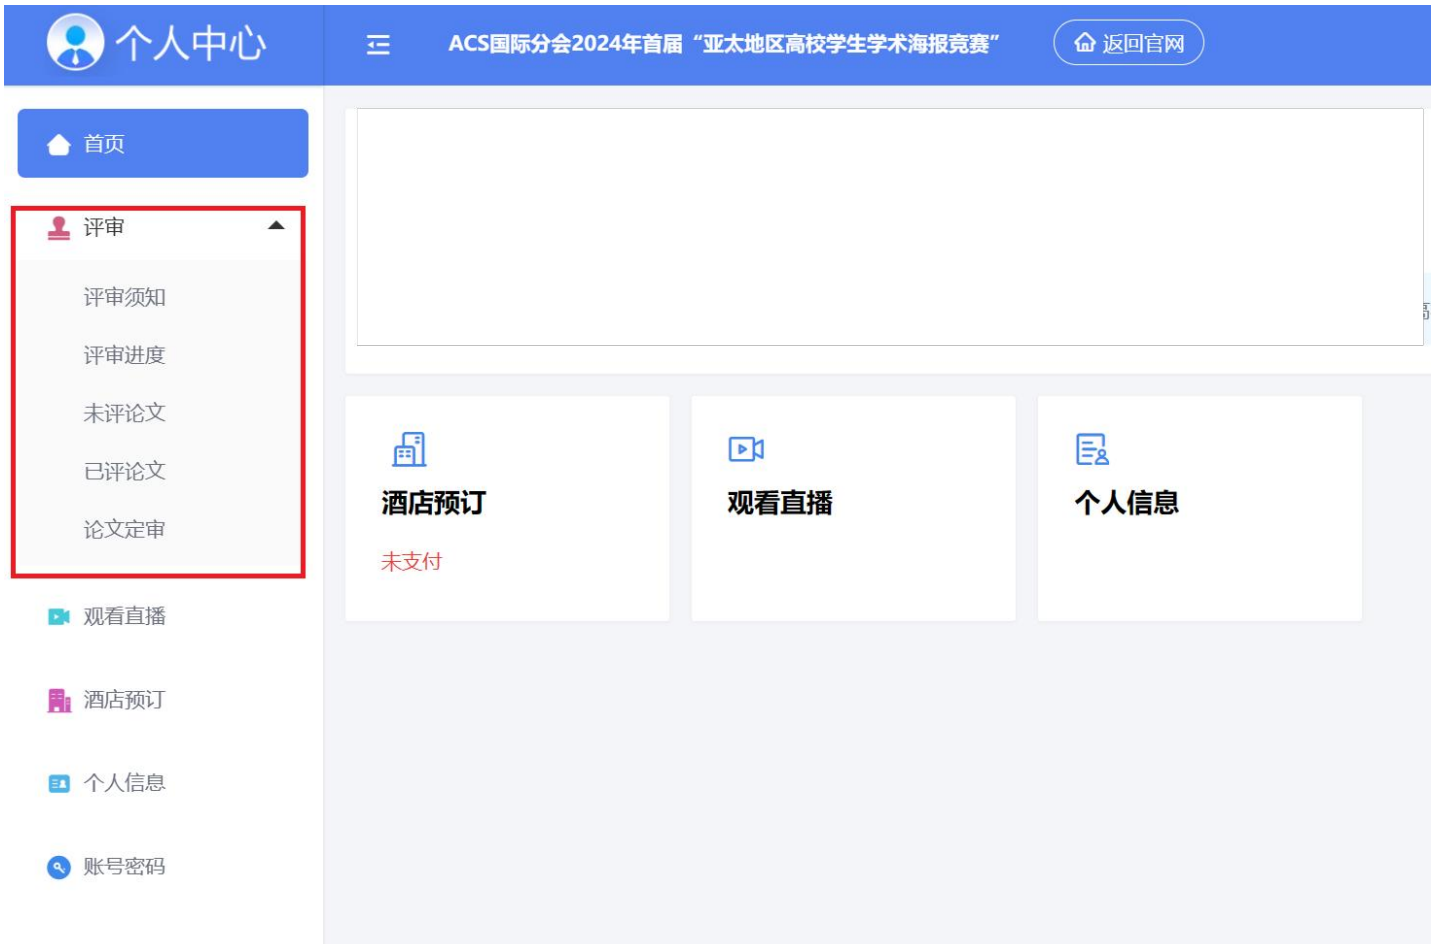 个人中心
ACS国际分会2024年首届“亚太地区高校学生学术海报竞赛”
返回官网
首页
评审
评审须知
评审进度
未评论文
已评论文
论文定审
观看直播
酒店预订
个人信息
账号密码
酒店预订
未支付
观看直播
个人信息